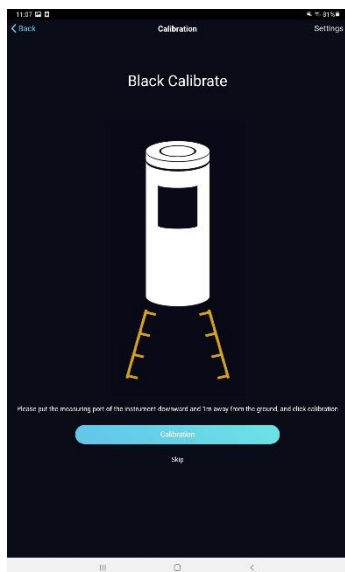 11:07 81%
Back Calibration Settings
Black Calibrate
Please put the measuring port of the instrument downward and 1m away from the ground, and click calibration
Calibration
Skip